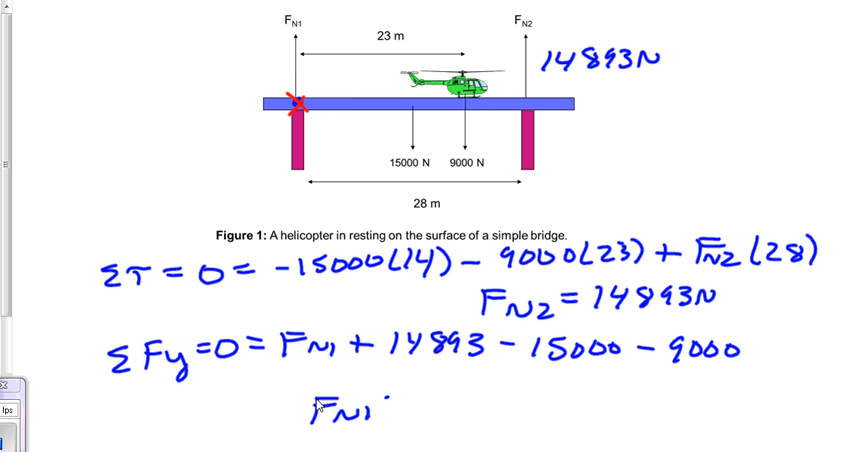 FN1
FN2
23 m
14893N
15000 N
9000 N
28 m
Figure 1: A helicopter in resting on the surface of a simple bridge.
Στ = 0 = -15000(14) - 9000(23) + FN2 (28)
FN2 = 14893N
ΣFy = 0 = FN1 + 14893 - 15000 - 9000
FN1
x
fps